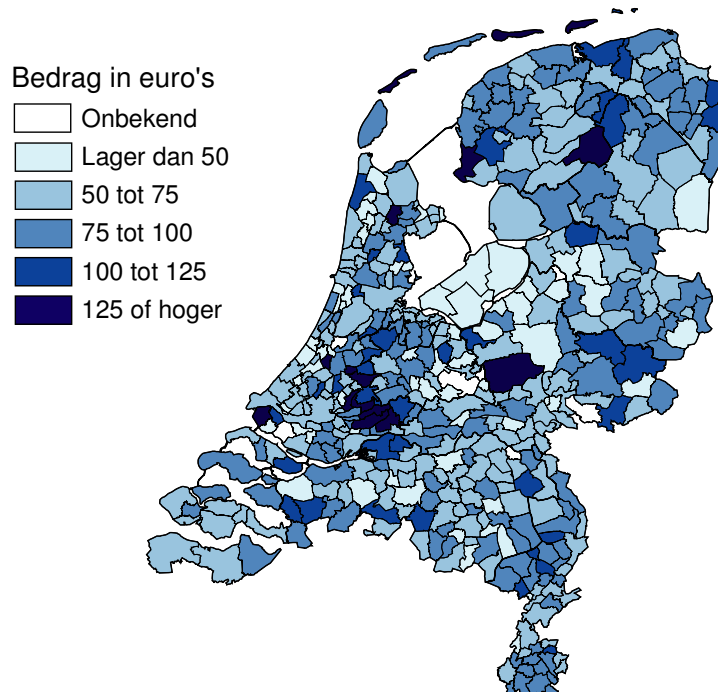 Bedrag in euro's
Onbekend
Lager dan 50
50 tot 75
75 tot 100
100 tot 125
125 of hoger